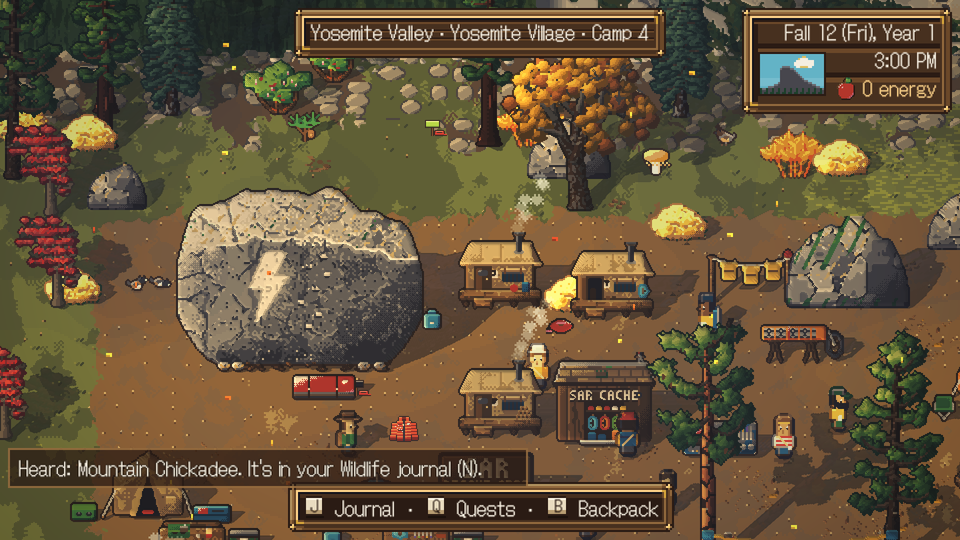 Yosemite Valley · Yosemite Village · Camp 4
Fall 12 (Fri), Year 1
3:00 PM
0 energy
SAR CACHE
Heard: Mountain Chickadee. It's in your Wildlife journal (N).
J Journal · Q Quests · B Backpack